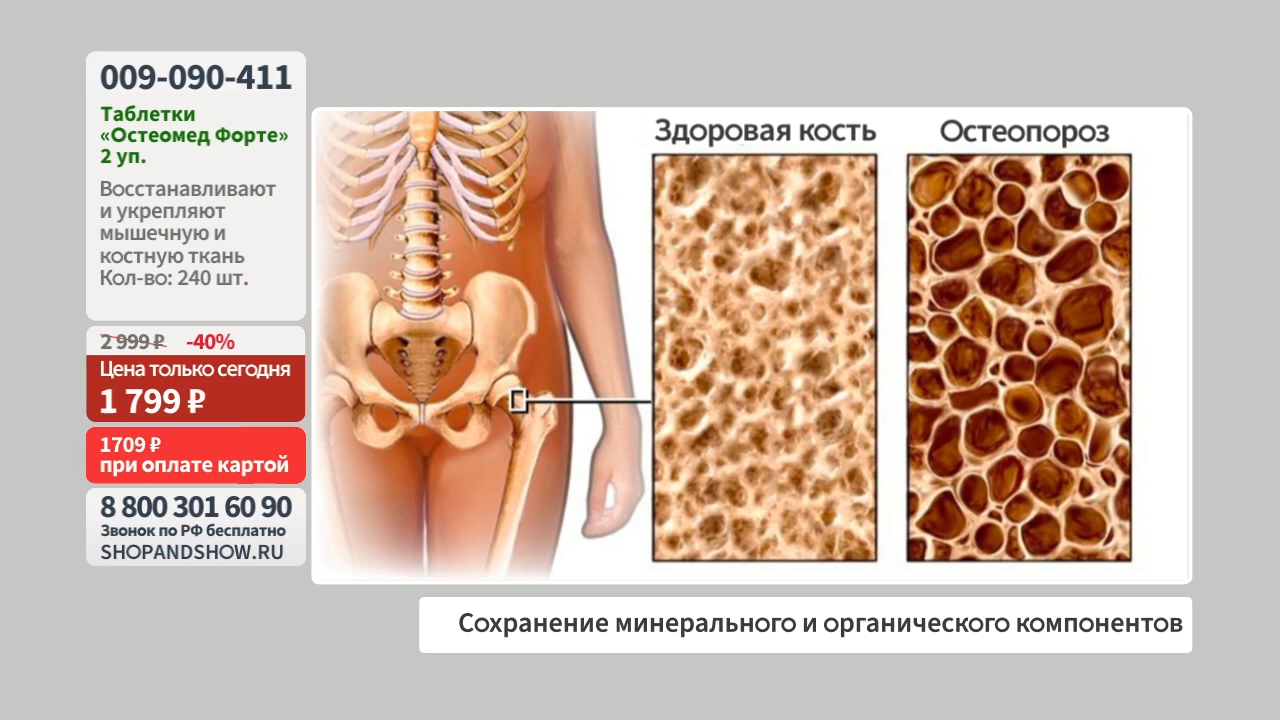 009-090-411
Таблетки
«Остеомед Форте»
2 уп.
Восстанавливают
и укрепляют
мышечную и
костную ткань
Кол-во: 240 шт.
2 999 ₽ -40%
Цена только сегодня
1 799 ₽
1709 ₽
при оплате картой
8 800 301 60 90
Звонок по РФ бесплатно
SHOPANDSHOW.RU
Здоровая кость
Остеопороз
Сохранение минерального и органического компонентов